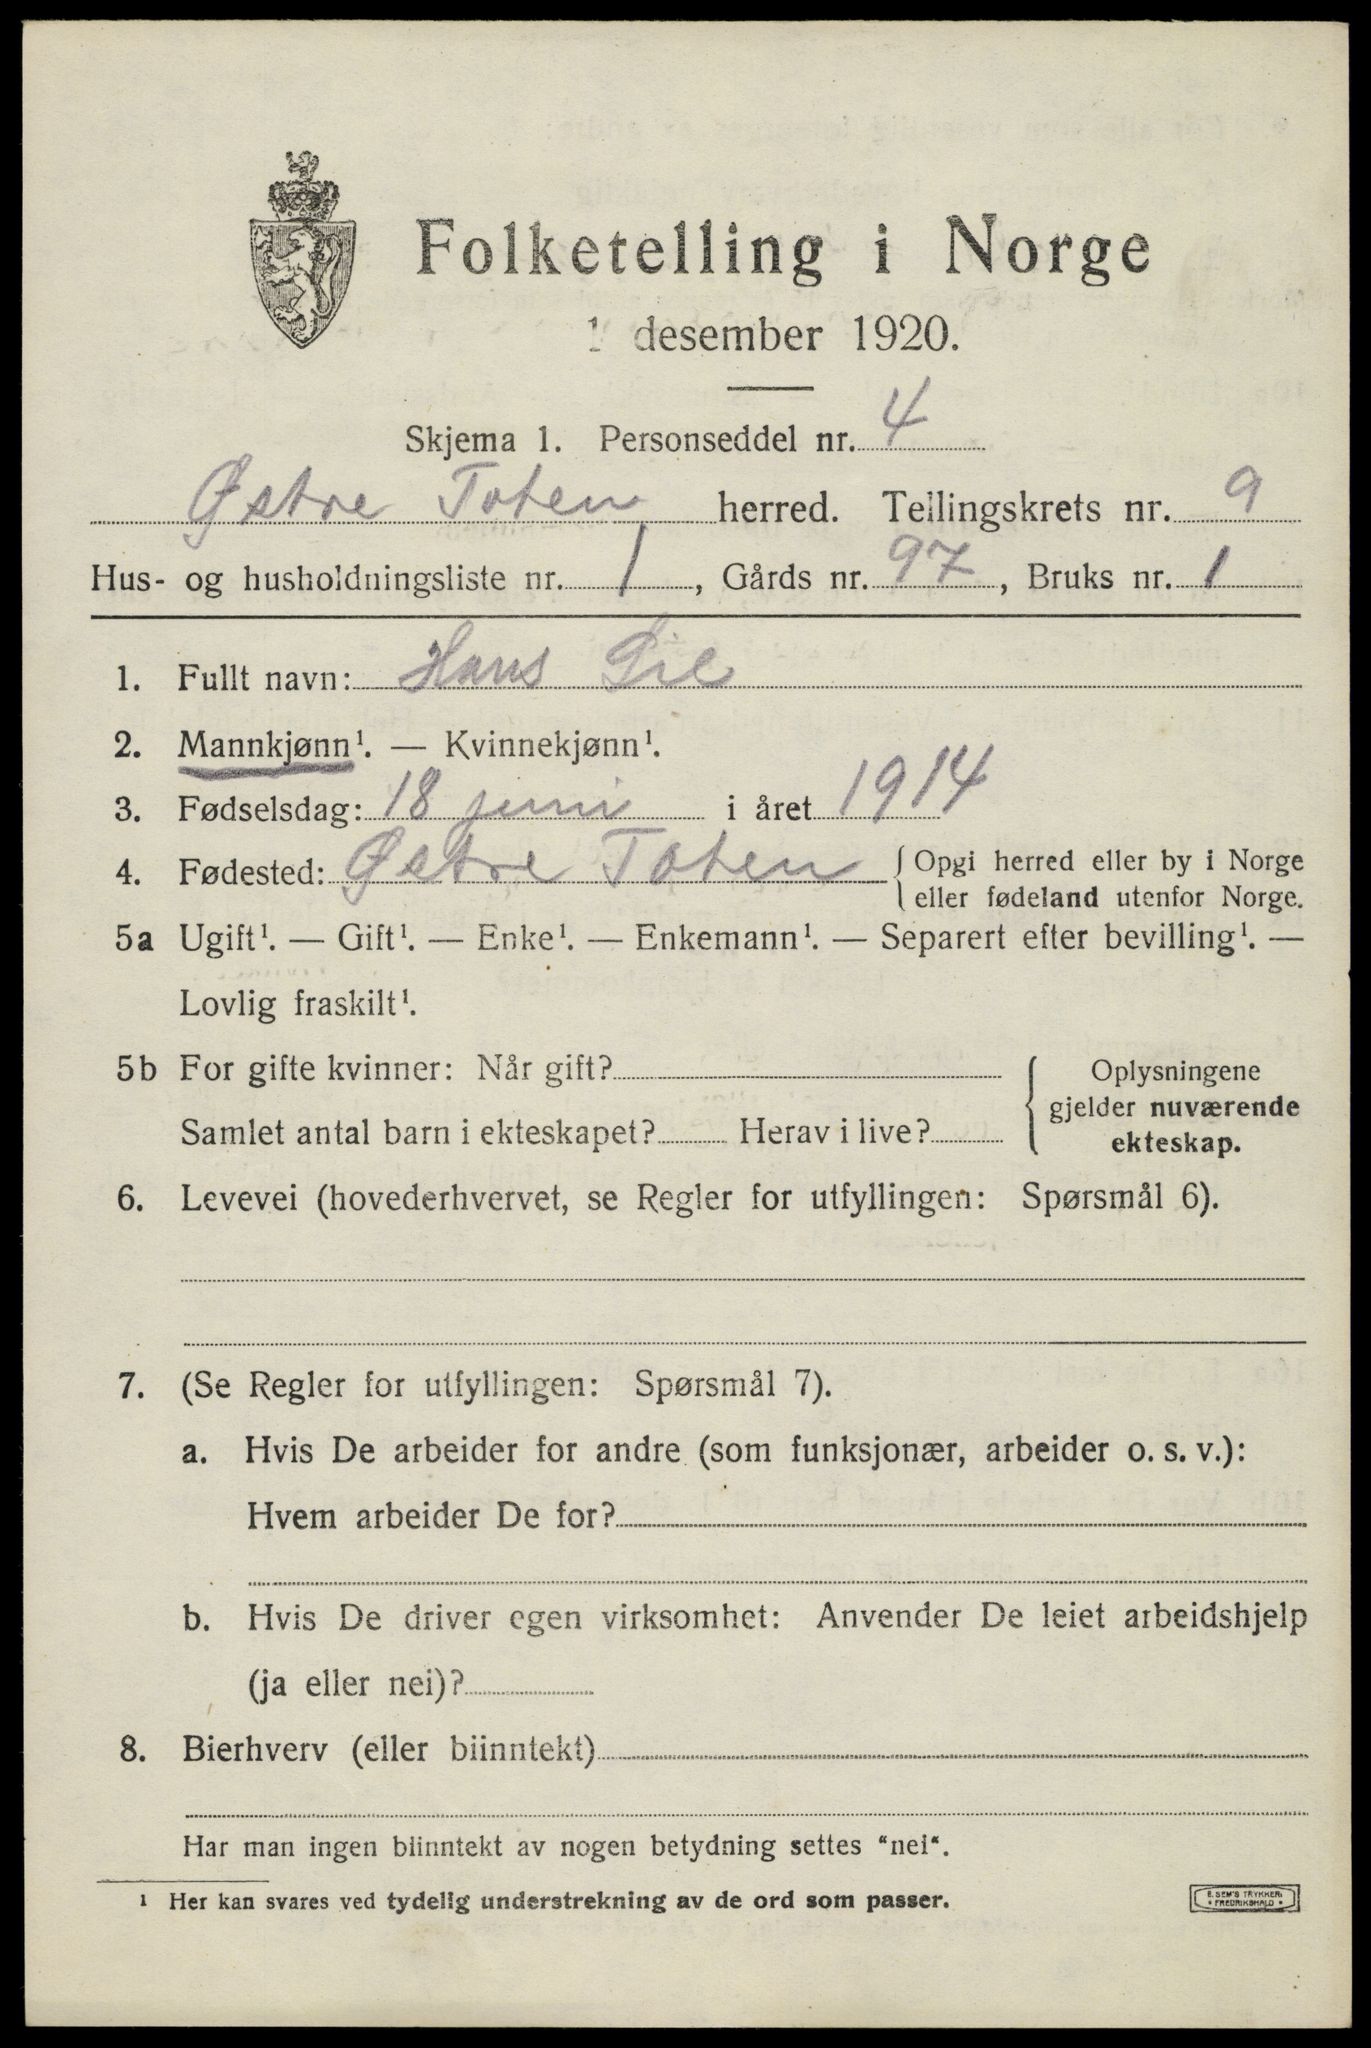 Folketelling i Norge
1 desember 1920.
Skjema 1. Personseddel nr. 4
Østre Toten herred. Tellingskrets nr. 9
Hus- og husholdningsliste nr. 1, Gårds nr. 97, Bruks nr. 1
1. Fullt navn: Hans Lie
2. Mannkjønn¹. — Kvinnekjønn¹.
3. Fødselsdag: 18 juni i året 1914
4. Fødested: Østre Toten { Opgi herred eller by i Norge
eller fødeland utenfor Norge.
5a Ugift¹. — Gift¹. — Enke¹. — Enkemann¹. — Separert efter bevilling¹. —
Lovlig fraskilt¹.
5b For gifte kvinner: Når gift? { Oplysningene
gjelder nuværende
Samlet antal barn i ekteskapet? Herav i live? ekteskap.
6. Levevei (hovederhvervet, se Regler for utfyllingen: Spørsmål 6).
7. (Se Regler for utfyllingen: Spørsmål 7).
a. Hvis De arbeider for andre (som funksjonær, arbeider o. s. v.):
Hvem arbeider De for?
b. Hvis De driver egen virksomhet: Anvender De leiet arbeidshjelp
(ja eller nei)?
8. Bierhverv (eller biinntekt)
Har man ingen biinntekt av nogen betydning settes "nei".
¹ Her kan svares ved tydelig understrekning av de ord som passer.
E. SEM'S TRYKKERI
• FREDRIKSHALD •